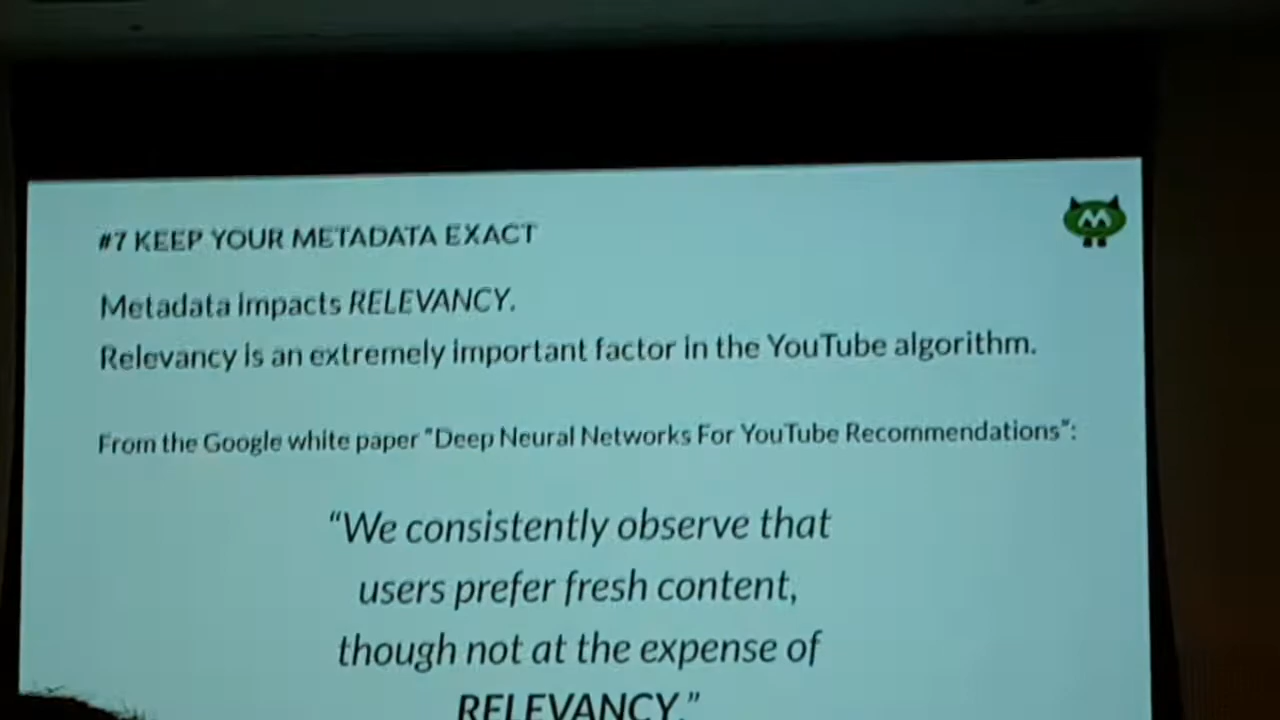 #7 KEEP YOUR METADATA EXACT
Metadata impacts RELEVANCY.
Relevancy is an extremely important factor in the YouTube algorithm.
From the Google white paper "Deep Neural Networks For YouTube Recommendations":
“We consistently observe that
users prefer fresh content,
though not at the expense of
RELEVANCY.”